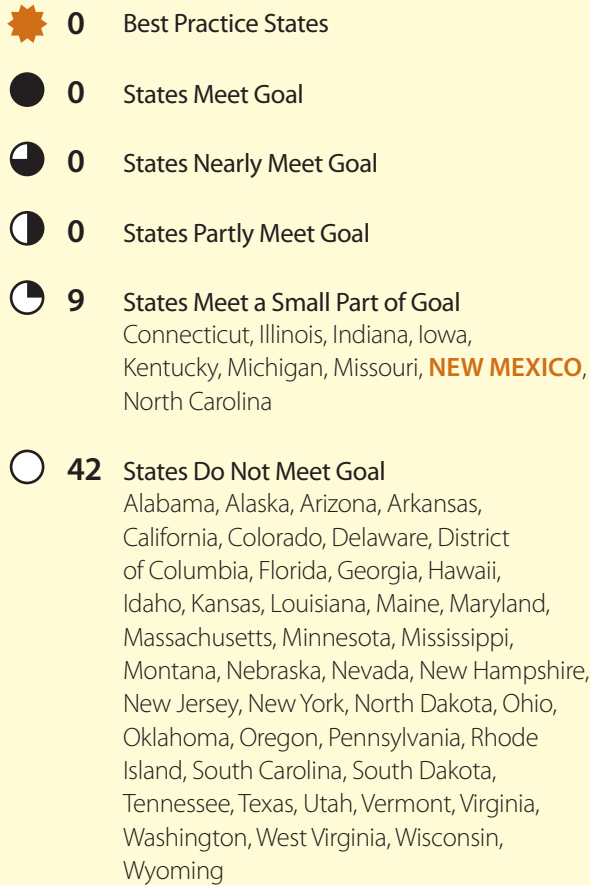 0 Best Practice States
0 States Meet Goal
0 States Nearly Meet Goal
0 States Partly Meet Goal
9 States Meet a Small Part of Goal
Connecticut, Illinois, Indiana, Iowa,
Kentucky, Michigan, Missouri, NEW MEXICO,
North Carolina
42 States Do Not Meet Goal
Alabama, Alaska, Arizona, Arkansas,
California, Colorado, Delaware, District
of Columbia, Florida, Georgia, Hawaii,
Idaho, Kansas, Louisiana, Maine, Maryland,
Massachusetts, Minnesota, Mississippi,
Montana, Nebraska, Nevada, New Hampshire,
New Jersey, New York, North Dakota, Ohio,
Oklahoma, Oregon, Pennsylvania, Rhode
Island, South Carolina, South Dakota,
Tennessee, Texas, Utah, Vermont, Virginia,
Washington, West Virginia, Wisconsin,
Wyoming